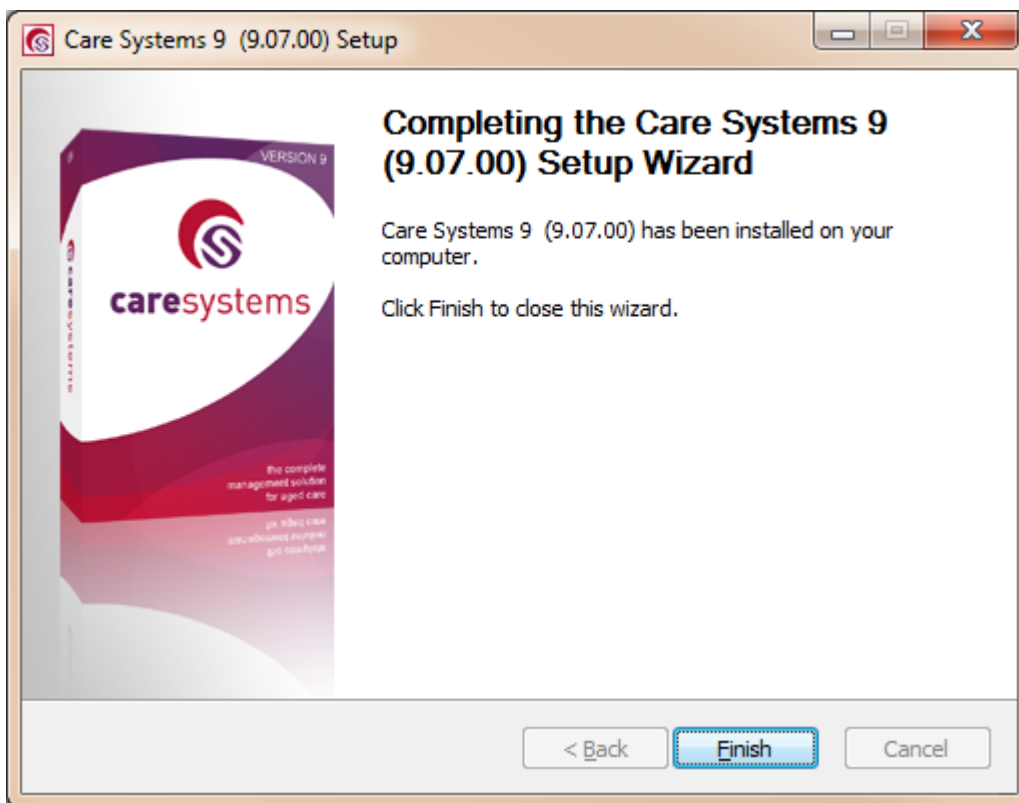 Care Systems 9  (9.07.00) Setup
Completing the Care Systems 9
(9.07.00) Setup Wizard
Care Systems 9  (9.07.00) has been installed on your
computer.
Click Finish to close this wizard.
VERSION 9
caresystems
caresystems
the complete
management solution
for aged care
< Back
Finish
Cancel